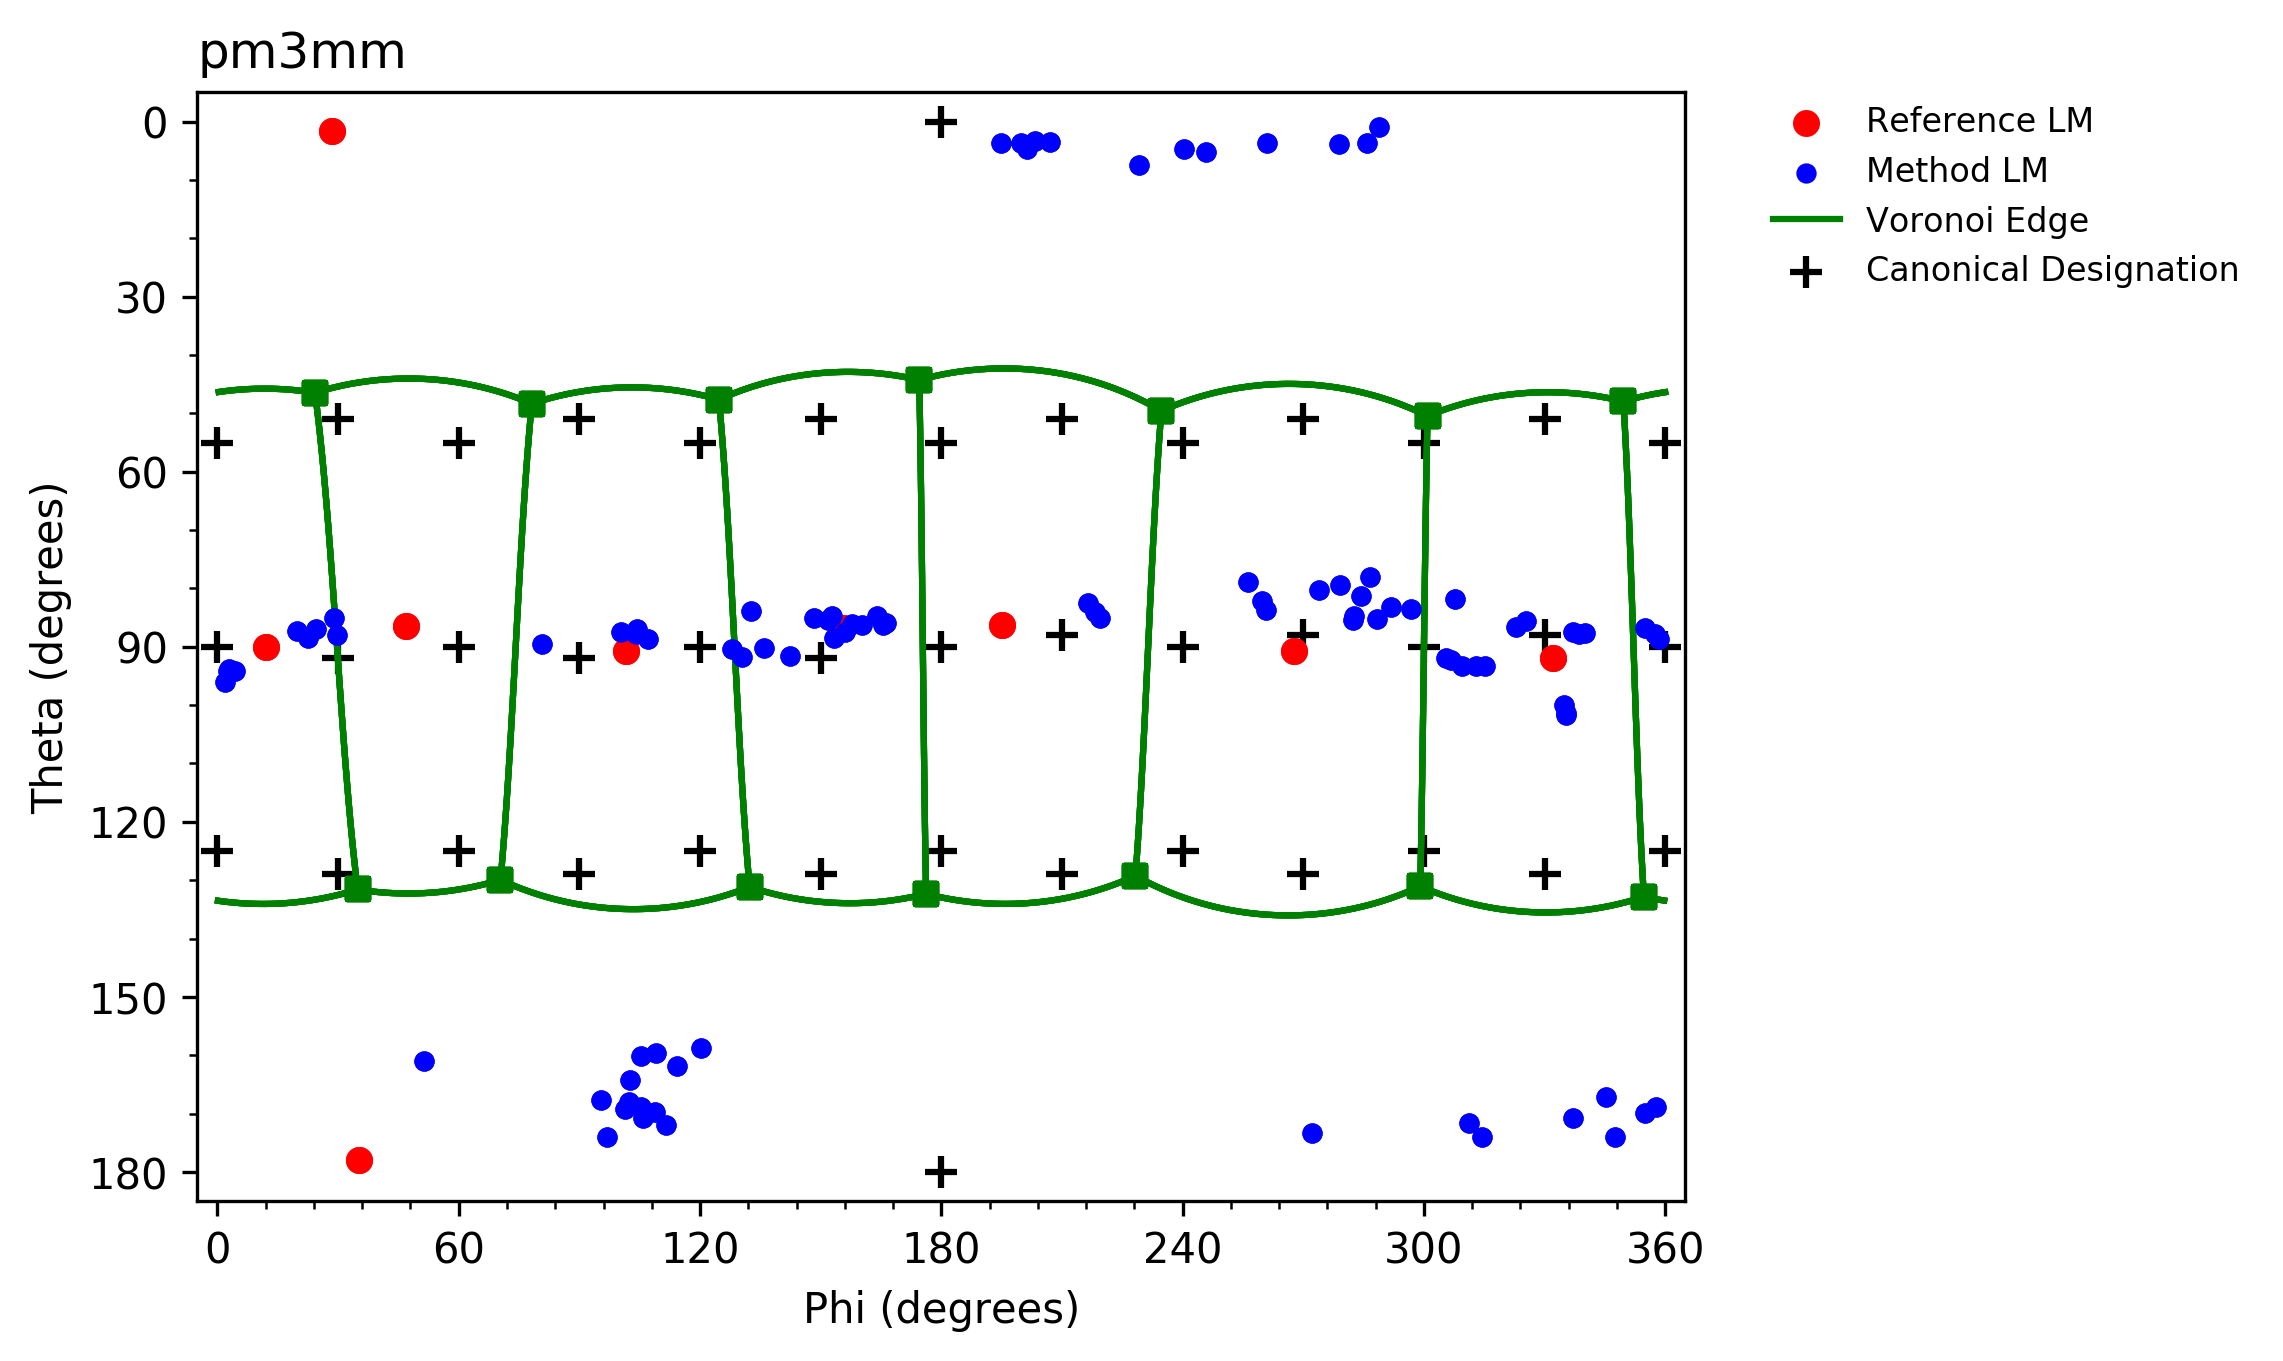 pm3mm
Reference LM
Method LM
Voronoi Edge
Canonical Designation
0
30
60
90
120
150
180
Theta (degrees)
0 60 120 180 240 300 360
Phi (degrees)